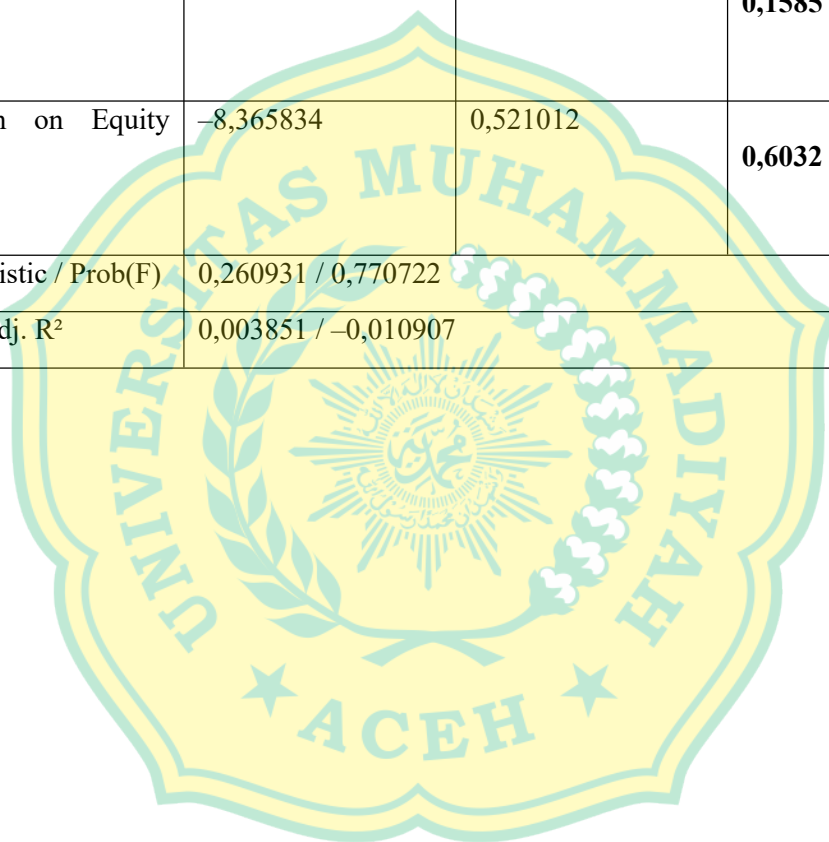 0,1585
n on Equity –8,365834 0,521012
0,6032
istic / Prob(F) 0,260931 / 0,770722
dj. R² 0,003851 / –0,010907
UNIVERSITAS MUHAMMADIYAH
ACEH